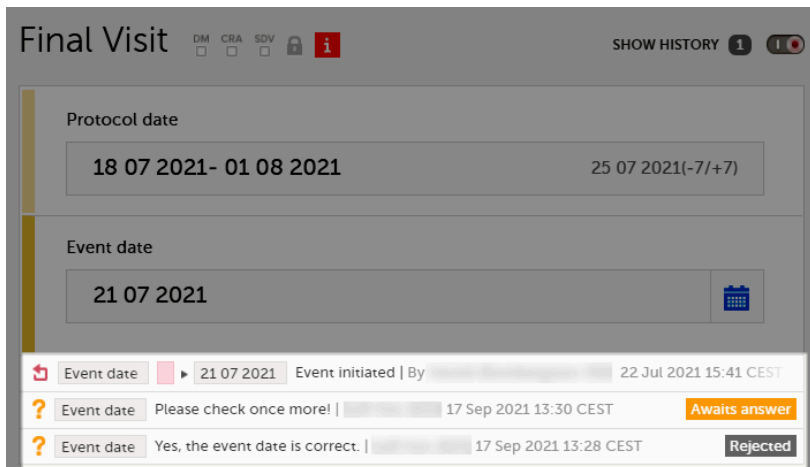 Final Visit DM CRA SDV i SHOW HISTORY 1
Protocol date
18 07 2021- 01 08 2021 25 07 2021(-7/+7)
Event date
21 07 2021
Event date ▸ 21 07 2021 Event initiated | By 22 Jul 2021 15:41 CEST
? Event date Please check once more! | 17 Sep 2021 13:30 CEST Awaits answer
? Event date Yes, the event date is correct. | 17 Sep 2021 13:28 CEST Rejected